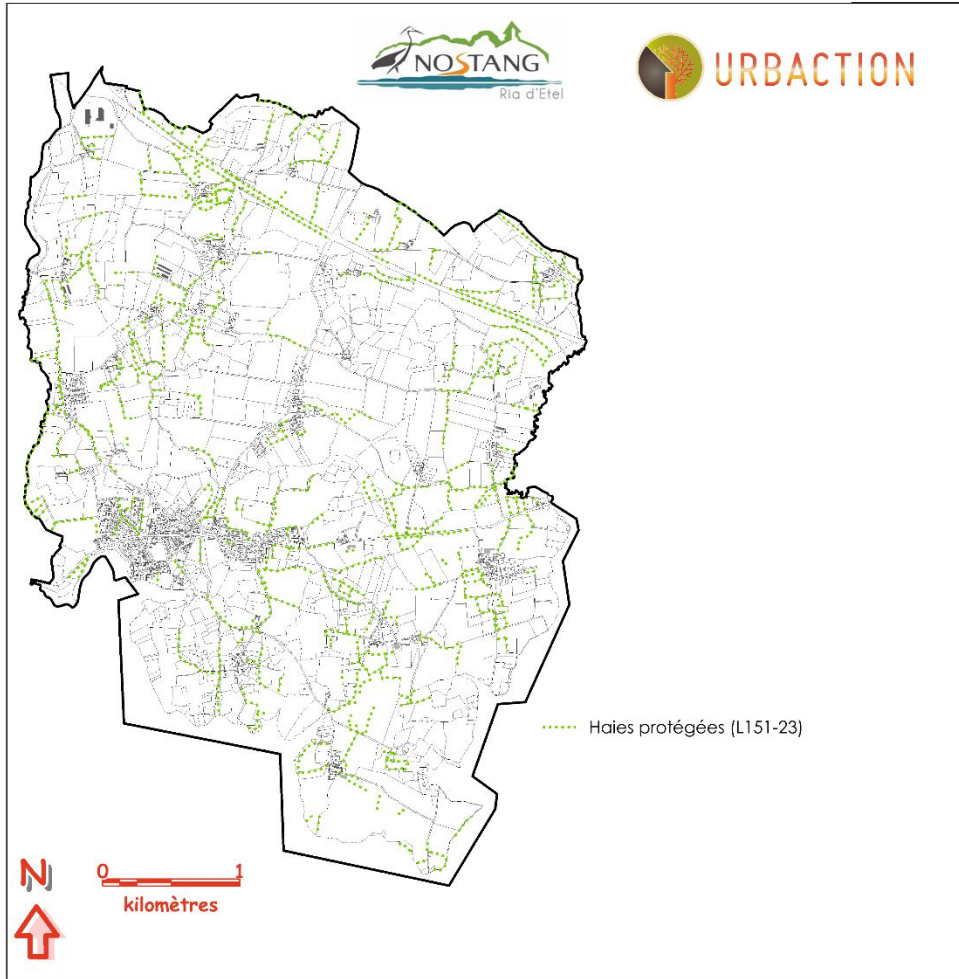 NOSTANG
Ria d'Etel
URBACTION
Haies protégées (L151-23)
N
0 1
kilomètres